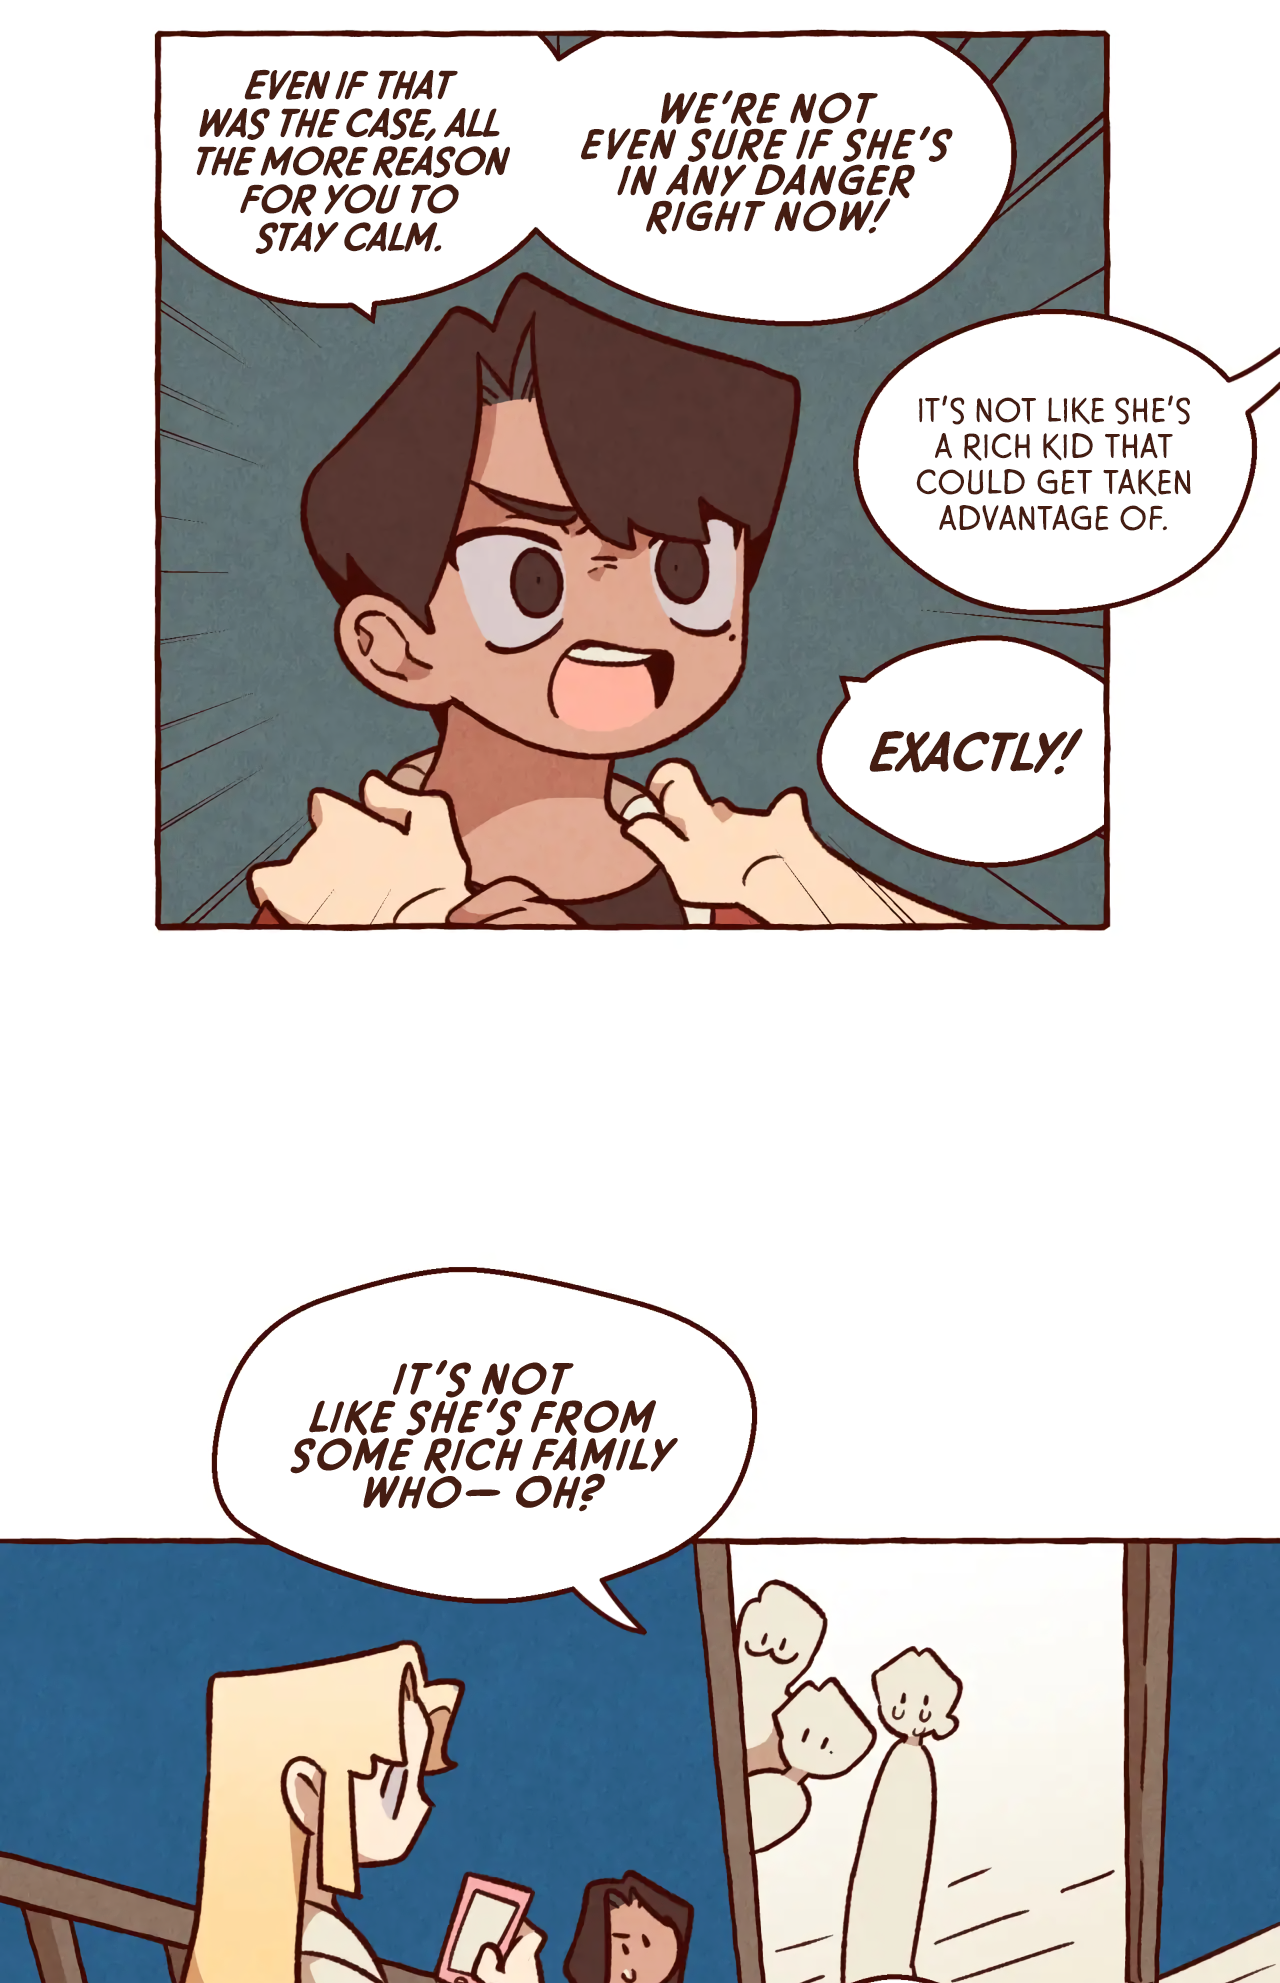 EVEN IF THAT
WAS THE CASE, ALL
THE MORE REASON
FOR YOU TO
STAY CALM.
WE'RE NOT
EVEN SURE IF SHE'S
IN ANY DANGER
RIGHT NOW!
IT'S NOT LIKE SHE'S
A RICH KID THAT
COULD GET TAKEN
ADVANTAGE OF.
EXACTLY!
IT'S NOT
LIKE SHE'S FROM
SOME RICH FAMILY
WHO— OH?